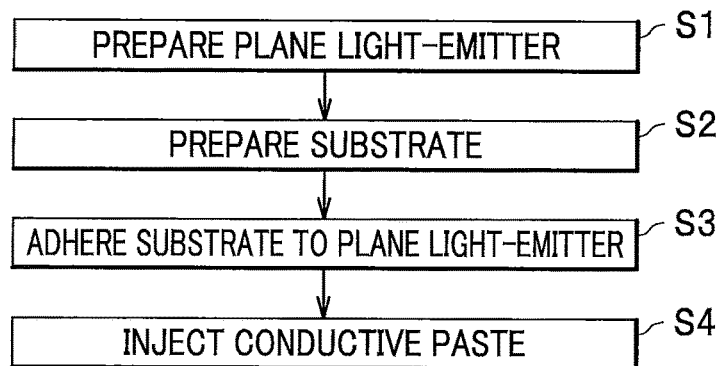 PREPARE PLANE LIGHT-EMITTER S1
PREPARE SUBSTRATE S2
ADHERE SUBSTRATE TO PLANE LIGHT-EMITTER S3
INJECT CONDUCTIVE PASTE S4